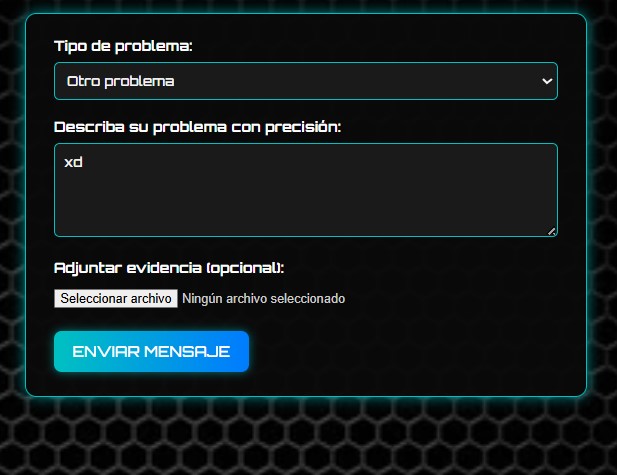 Tipo de problema:
Otro problema
Describa su problema con precisión:
xd
Adjuntar evidencia (opcional):
Seleccionar archivo Ningún archivo seleccionado
ENVIAR MENSAJE